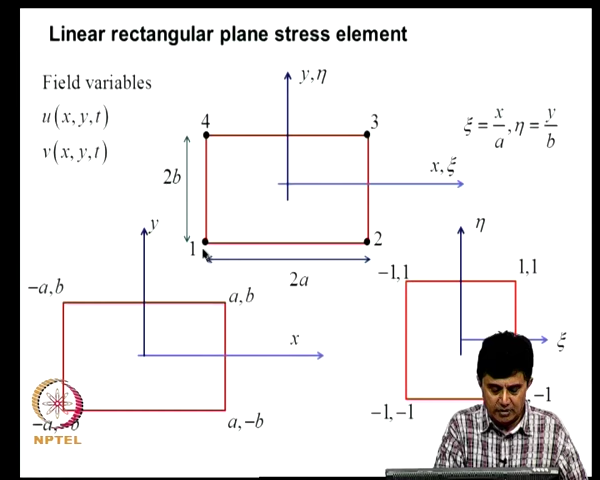 Linear rectangular plane stress element
Field variables
u(x,y,t)
v(x,y,t)
y,η
4
3
ξ = x/a, η = y/b
x,ξ
2b
1
2
2a
y
-a,b
a,b
x
a,-b
η
-1,1
1,1
ξ
-1,-1
,-1
NPTEL